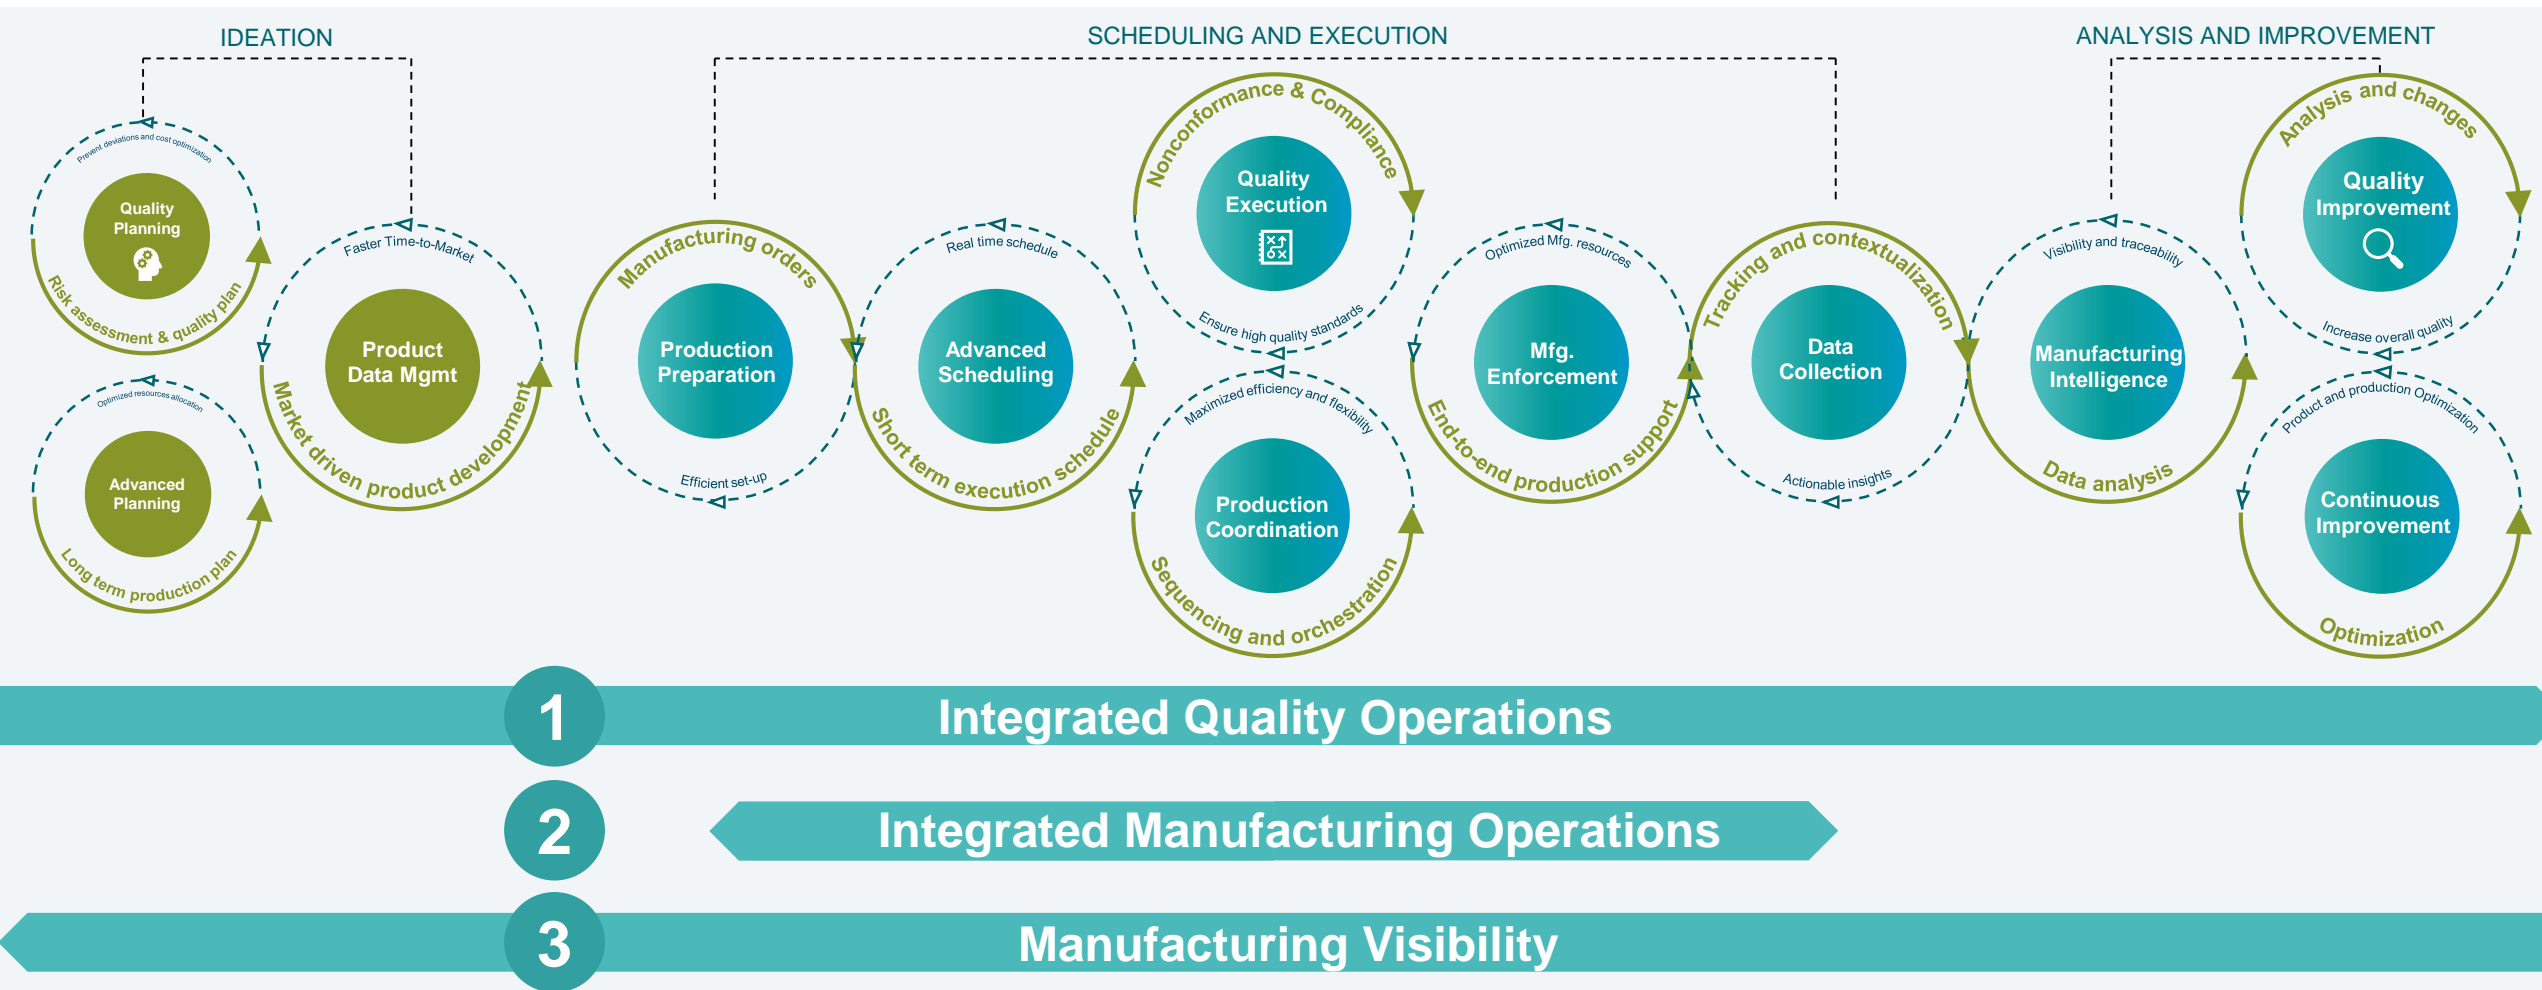 IDEATION
SCHEDULING AND EXECUTION
ANALYSIS AND IMPROVEMENT
Prevent deviations and cost optimization
Quality
Planning
Risk assessment & quality plan
Optimized resources allocation
Advanced
Planning
Long term production plan
Faster Time-to-Market
Product
Data Mgmt
Market driven product development
Manufacturing orders
Production
Preparation
Efficient set-up
Real time schedule
Advanced
Scheduling
Short term execution schedule
Nonconformance & Compliance
Quality
Execution
Ensure high quality standards
Maximized efficiency and flexibility
Production
Coordination
Sequencing and orchestration
Optimized Mfg. resources
Mfg.
Enforcement
End-to-end production support
Tracking and contextualization
Data
Collection
Actionable insights
Visibility and traceability
Manufacturing
Intelligence
Data analysis
Analysis and changes
Quality
Improvement
Increase overall quality
Product and production Optimization
Continuous
Improvement
Optimization
1
Integrated Quality Operations
2
Integrated Manufacturing Operations
3
Manufacturing Visibility